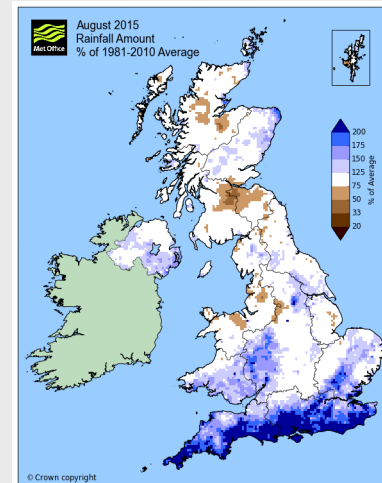 Met Office
August 2015
Rainfall Amount
% of 1981-2010 Average
200
175
150
125
75
50
33
20
% of Average
© Crown copyright